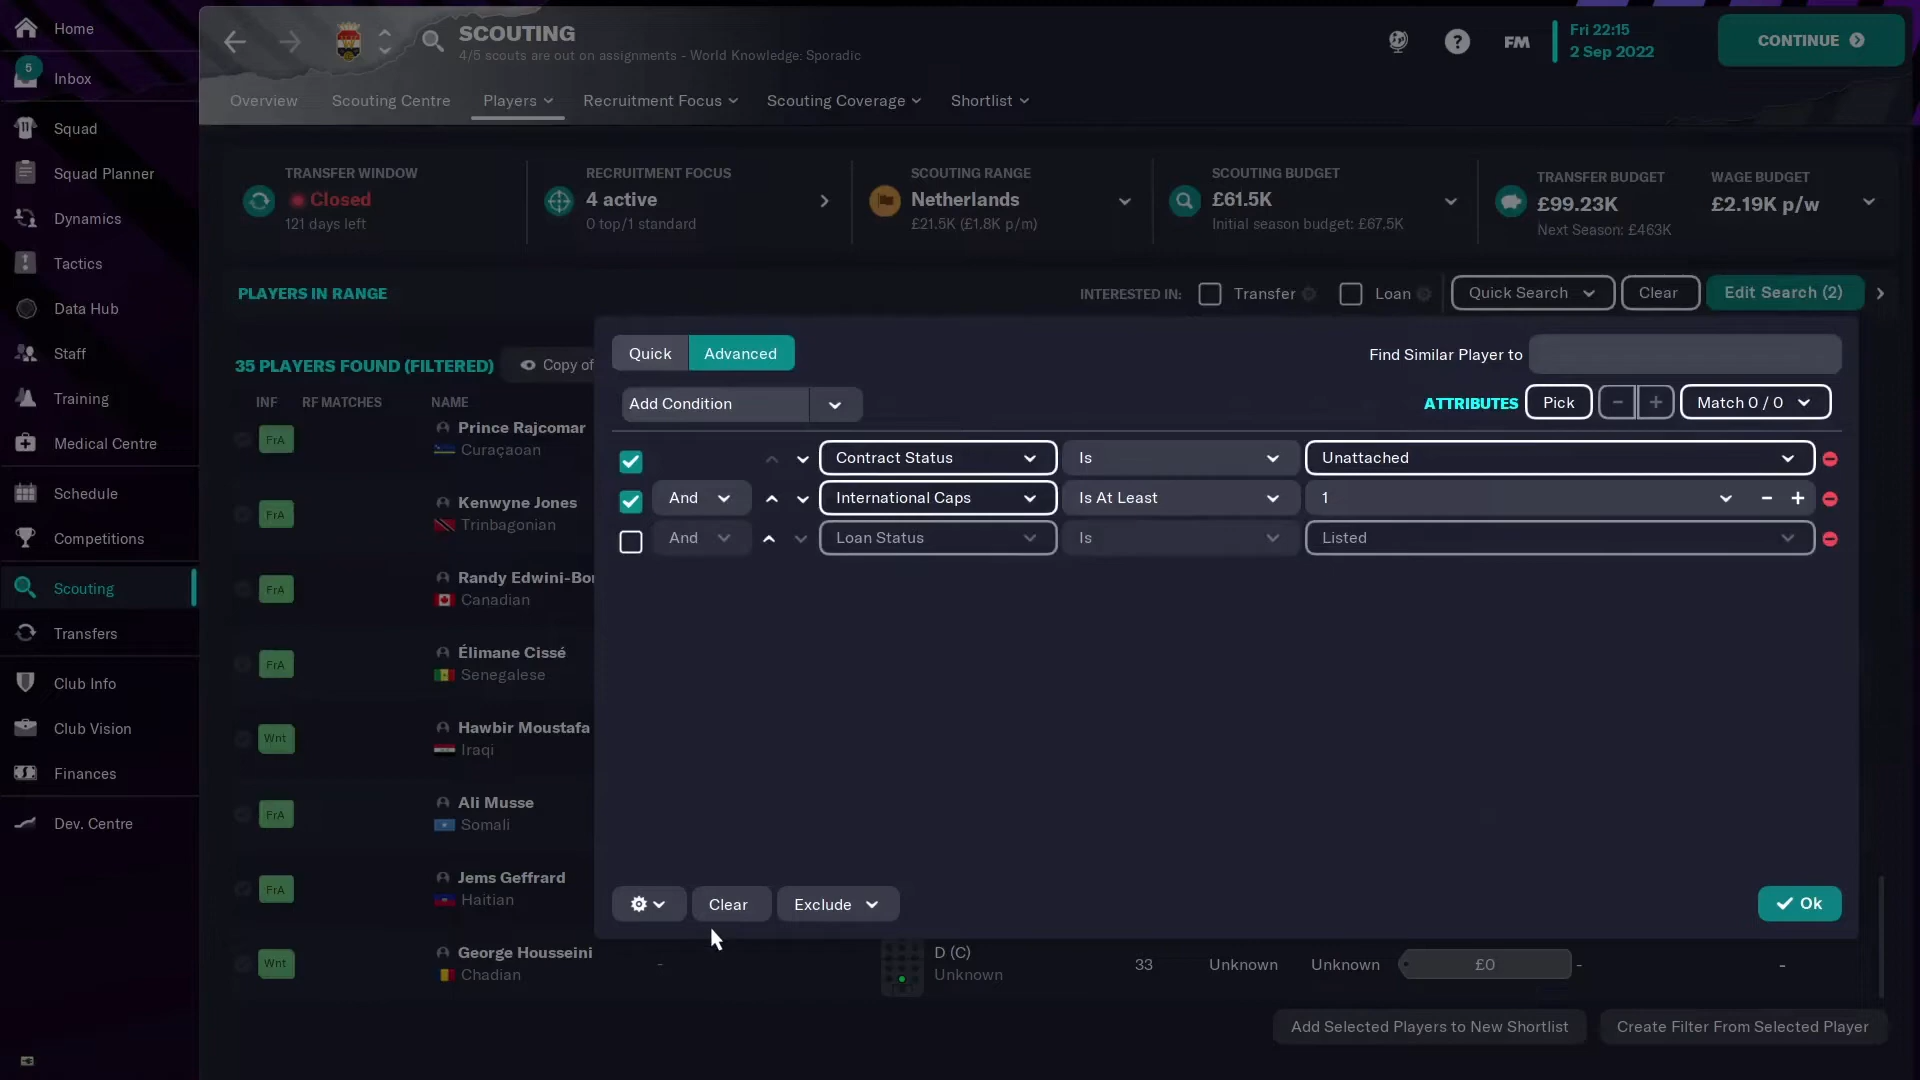 Home
5
Inbox
Squad
Squad Planner
Dynamics
Tactics
Data Hub
Staff
Training
Medical Centre
Schedule
Competitions
Scouting
Transfers
Club Info
Club Vision
Finances
Dev. Centre
SCOUTING
4/5 scouts are out on assignments - World Knowledge: Sporadic
?
FM
Fri 22:15
2 Sep 2022
CONTINUE
Overview
Scouting Centre
Players
Recruitment Focus
Scouting Coverage
Shortlist
TRANSFER WINDOW
Closed
121 days left
RECRUITMENT FOCUS
4 active
0 top/1 standard
SCOUTING RANGE
Netherlands
£21.5K (£1.8K p/m)
SCOUTING BUDGET
£61.5K
Initial season budget: £67.5K
TRANSFER BUDGET
£99.23K
Next Season: £463K
WAGE BUDGET
£2.19K p/w
PLAYERS IN RANGE
INTERESTED IN:
Transfer
Loan
Quick Search
Clear
Edit Search (2)
35 PLAYERS FOUND (FILTERED)
Copy of
INF
RF MATCHES
NAME
FrA
Prince Rajcomar
Curaçaoan
FrA
Kenwyne Jones
Trinbagonian
FrA
Randy Edwini-Bo
Canadian
FrA
Élimane Cissé
Senegalese
Wnt
Hawbir Moustafa
Iraqi
FrA
Ali Musse
Somali
FrA
Jems Geffrard
Haitian
Wnt
George Housseini
Chadian
-
D (C)
Unknown
33
Unknown
Unknown
£0
-
-
Quick
Advanced
Find Similar Player to
Add Condition
ATTRIBUTES
Pick
- +
Match 0 / 0
Contract Status
Is
Unattached
And
International Caps
Is At Least
1
- +
And
Loan Status
Is
Listed
Clear
Exclude
Ok
Add Selected Players to New Shortlist
Create Filter From Selected Player